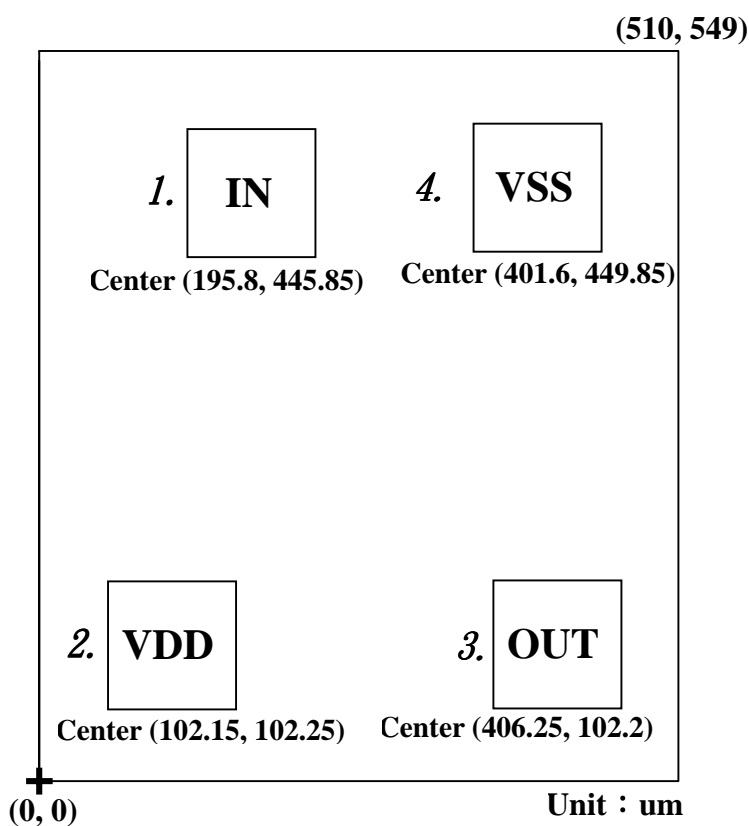 (510, 549)
1. IN
4. VSS
Center (195.8, 445.85)
Center (401.6, 449.85)
2. VDD
3. OUT
Center (102.15, 102.25)
Center (406.25, 102.2)
(0, 0)
Unit：um